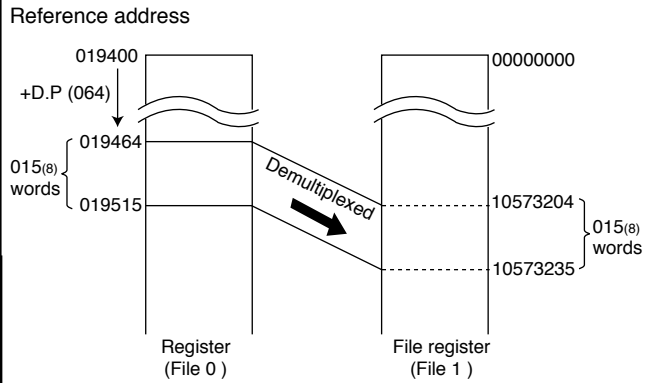 Reference address
019400
00000000
+D.P (064)
019464
015(8)
words
019515
Demultiplexed
10573204
015(8)
words
10573235
Register
(File 0 )
File register
(File 1 )